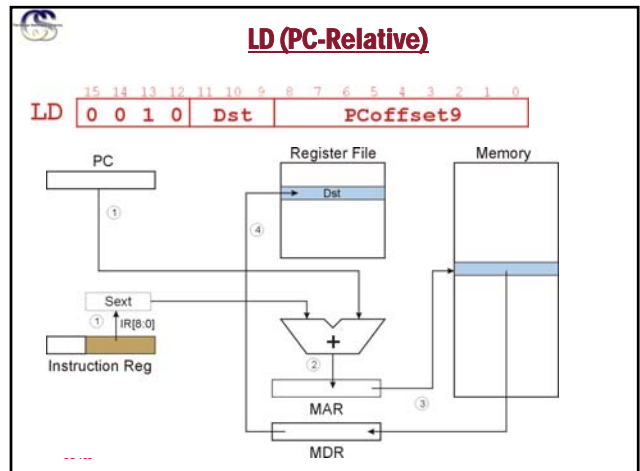 LD (PC-Relative)
15 14 13 12 11 10 9 8 7 6 5 4 3 2 1 0
LD 0 0 1 0 Dst PCoffset9
PC
Register File
Memory
Dst
1
4
Sext
1
IR[8:0]
+
Instruction Reg
2
MAR
3
MDR